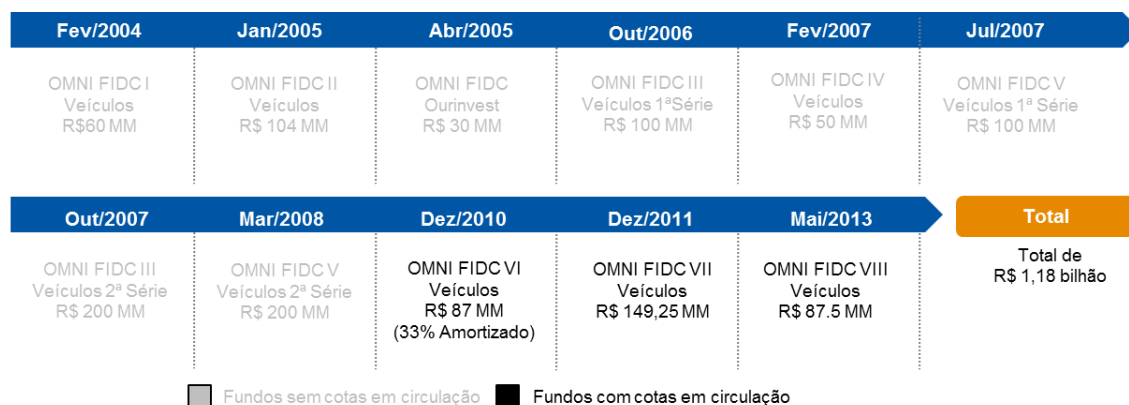 Fev/2004
Jan/2005
Abr/2005
Out/2006
Fev/2007
Jul/2007
OMNI FIDC I
Veículos
R$60 MM
OMNI FIDC II
Veículos
R$ 104 MM
OMNI FIDC
Ourinvest
R$ 30 MM
OMNI FIDC III
Veículos 1ªSérie
R$ 100 MM
OMNI FIDC IV
Veículos
R$ 50 MM
OMNI FIDC V
Veículos 1ª Série
R$ 100 MM
Out/2007
Mar/2008
Dez/2010
Dez/2011
Mai/2013
Total
OMNI FIDC III
Veículos 2ª Série
R$ 200 MM
OMNI FIDC V
Veículos 2ª Série
R$ 200 MM
OMNI FIDC VI
Veículos
R$ 87 MM
(33% Amortizado)
OMNI FIDC VII
Veículos
R$ 149,25 MM
OMNI FIDC VIII
Veículos
R$ 87.5 MM
Total de
R$ 1,18 bilhão
Fundos sem cotas em circulação
Fundos com cotas em circulação